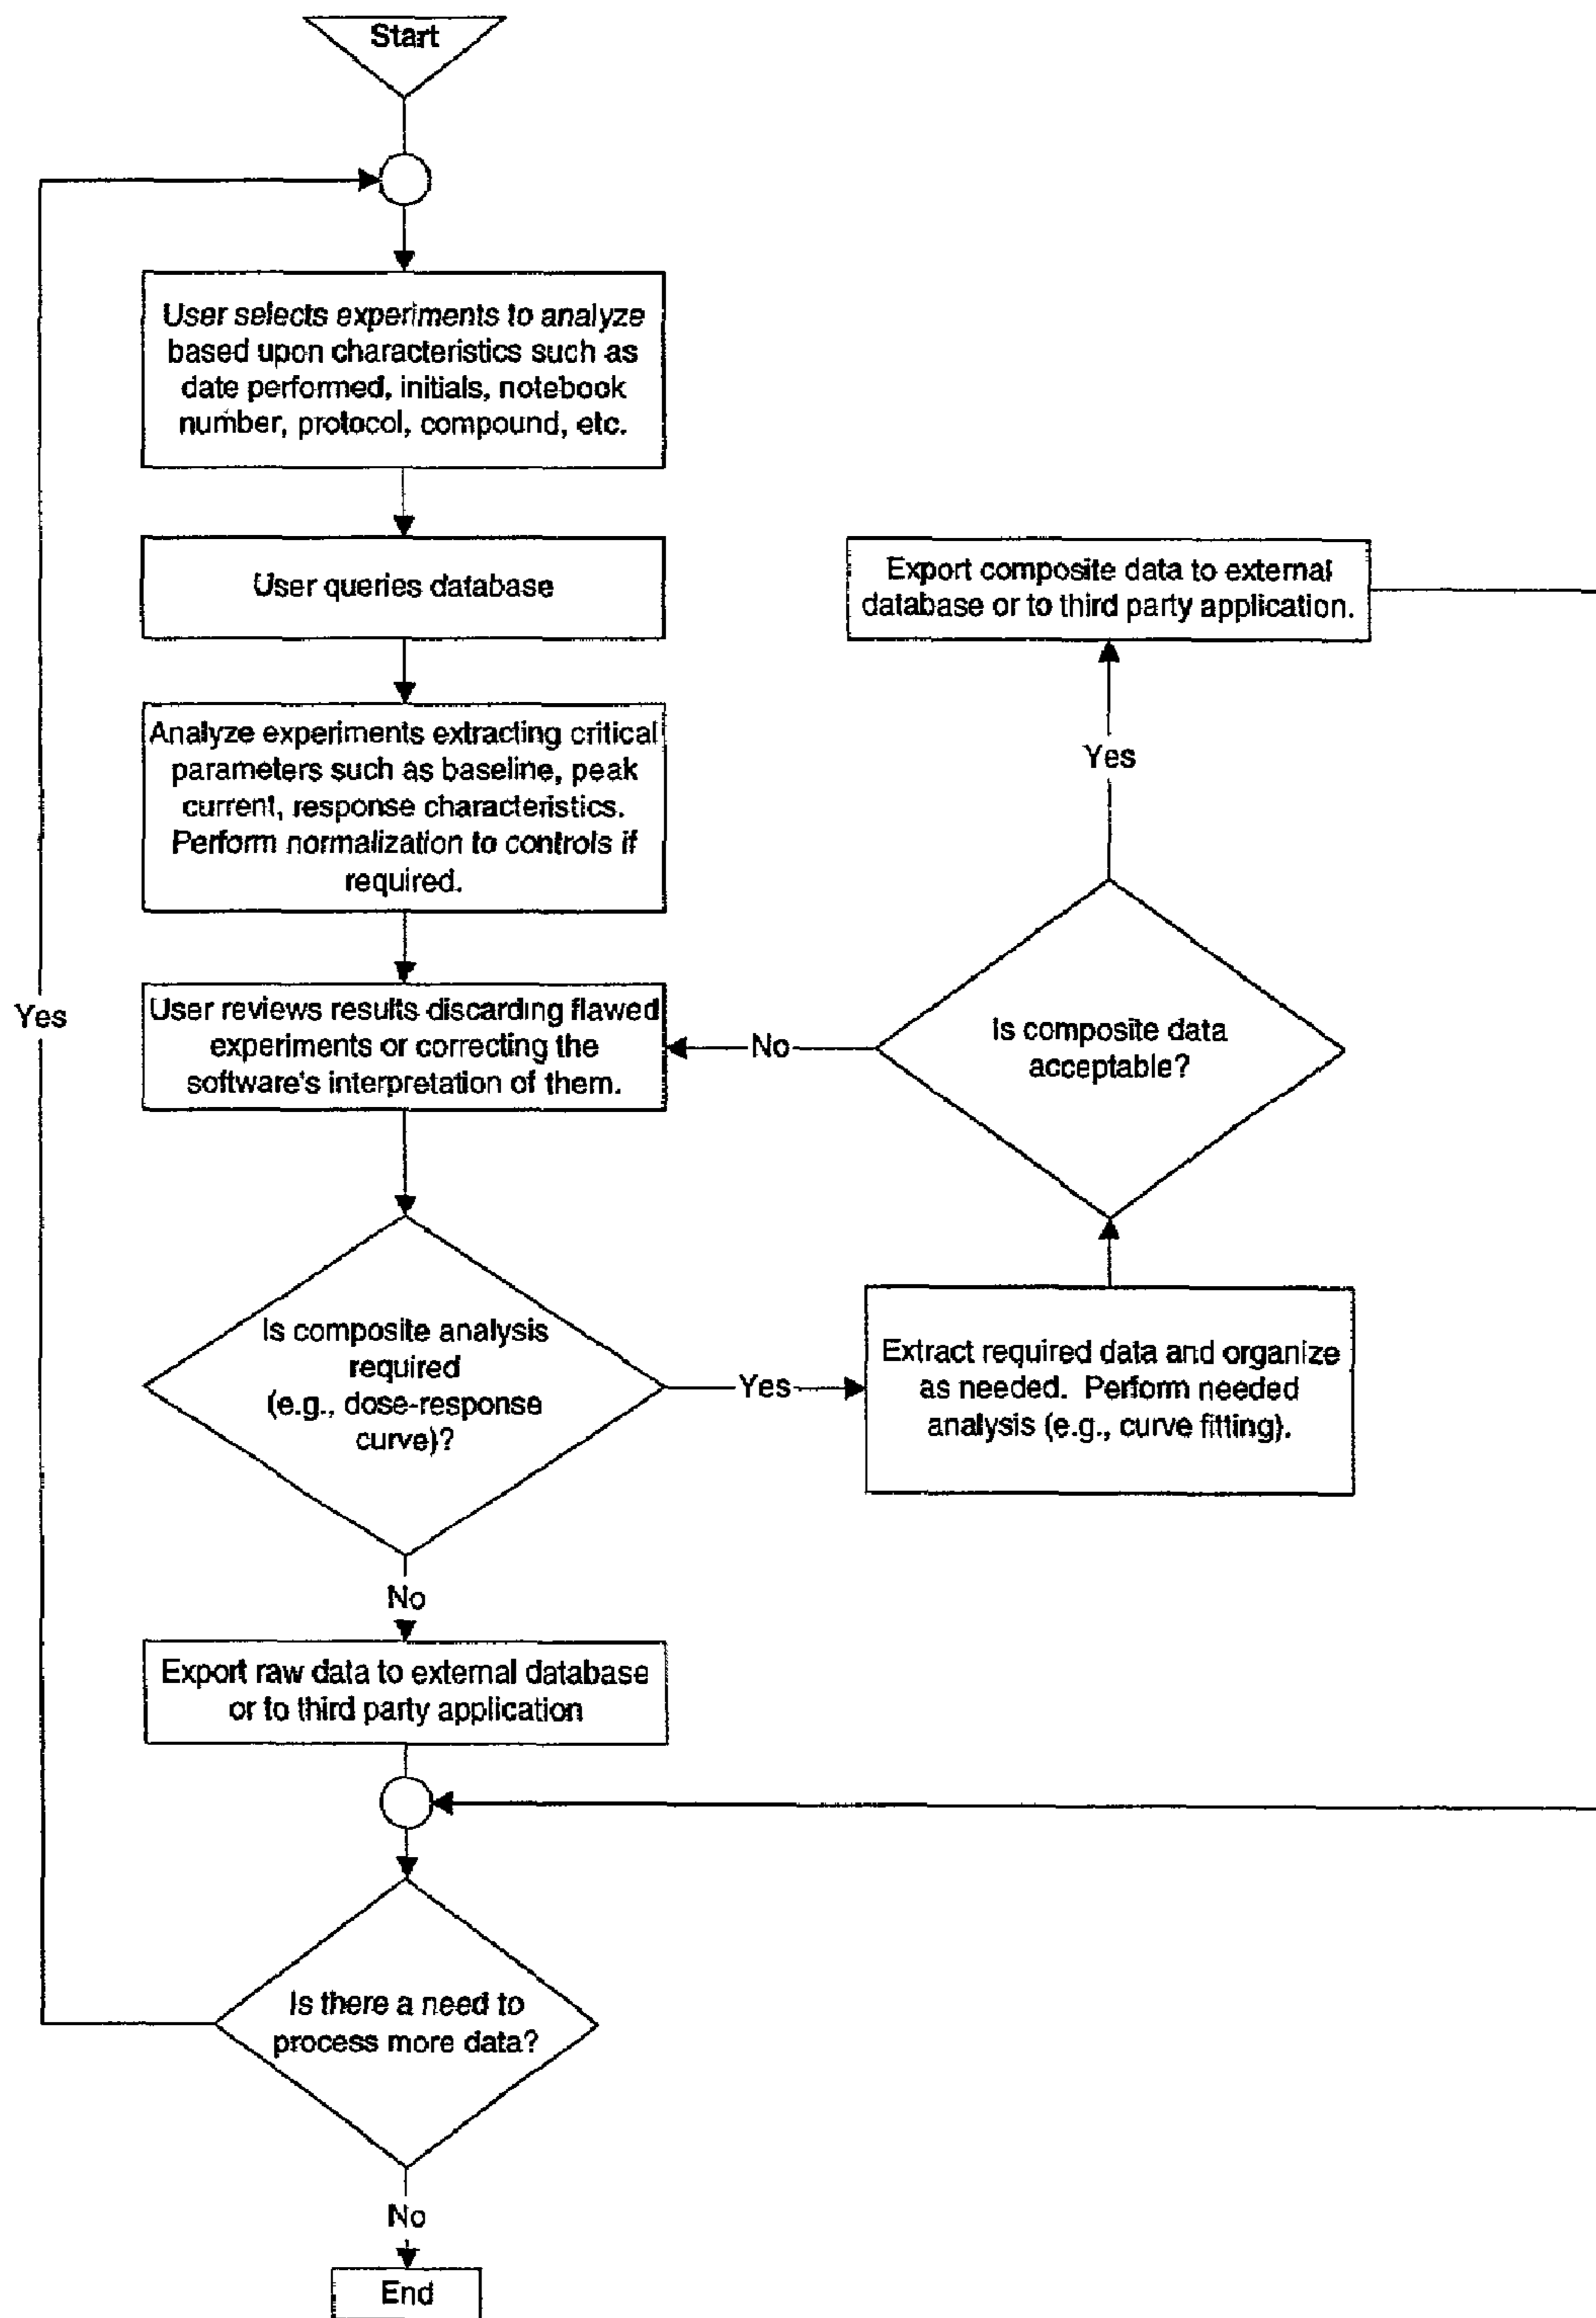 Start
User selects experiments to analyze
based upon characteristics such as
date performed, initials, notebook
number, protocol, compound, etc.
User queries database
Export composite data to external
database or to third party application.
Analyze experiments extracting critical
parameters such as baseline, peak
current, response characteristics.
Perform normalization to controls if
required.
Yes
Yes
User reviews results discarding flawed
experiments or correcting the
software's interpretation of them.
No
Is composite data
acceptable?
Is composite analysis
required
(e.g., dose-response
curve)?
Yes
Extract required data and organize
as needed. Perform needed
analysis (e.g., curve fitting).
No
Export raw data to external database
or to third party application
Is there a need to
process more data?
No
End